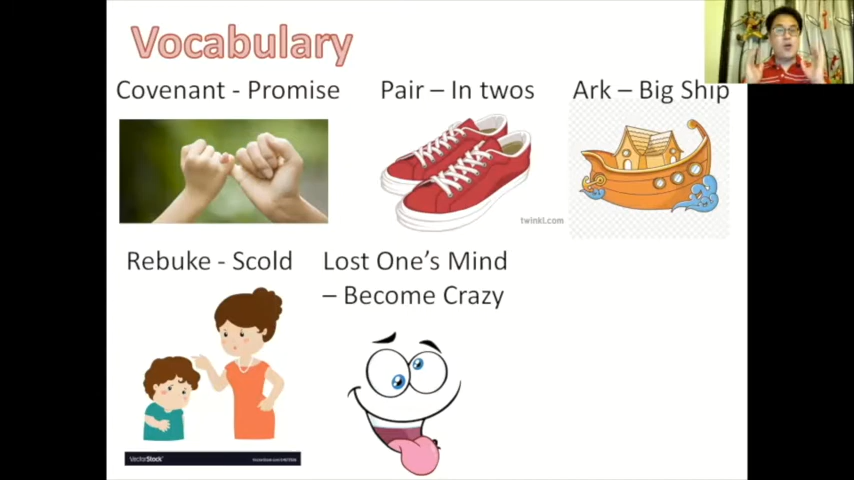 Vocabulary
Covenant - Promise
Pair – In twos
Ark – Big Ship
twinkl.com
Rebuke - Scold
Lost One's Mind
– Become Crazy
VectorStock